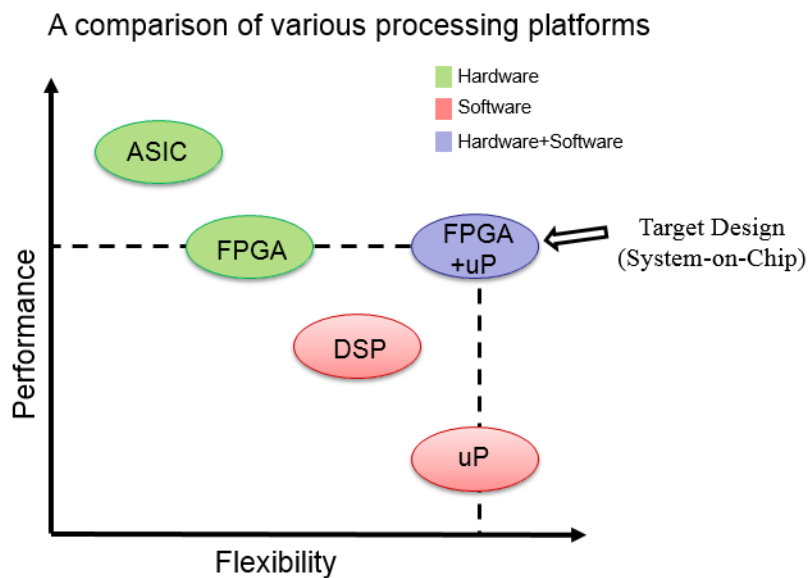 A comparison of various processing platforms
Hardware
Software
Hardware+Software
ASIC
FPGA
FPGA
+uP
Target Design
(System-on-Chip)
DSP
uP
Performance
Flexibility